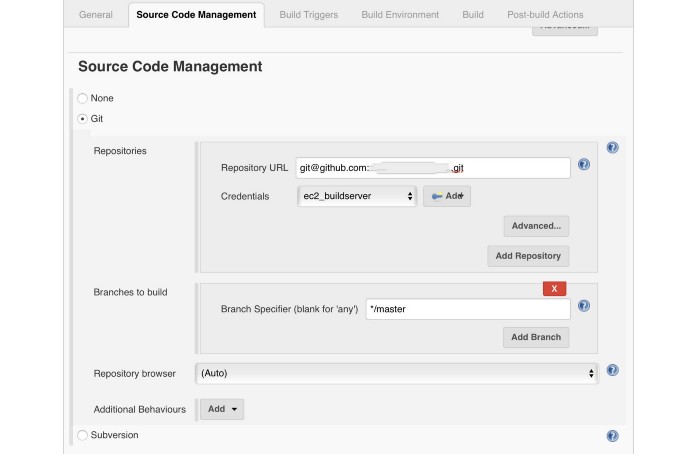 General Source Code Management Build Triggers Build Environment Build Post-build Actions
Source Code Management
None
Git
Repositories
Repository URL git@github.com: .git
Credentials ec2_buildserver Add
Advanced...
Add Repository
Branches to build X
Branch Specifier (blank for 'any') */master
Add Branch
Repository browser (Auto)
Additional Behaviours Add
Subversion